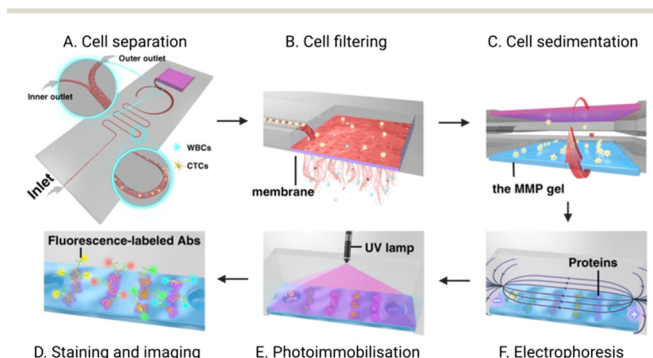 A. Cell separation
B. Cell filtering
C. Cell sedimentation
Outer outlet
Inner outlet
WBCs
CTCs
Inlet
membrane
the MMP gel
Fluorescence-labeled Abs
UV lamp
Proteins
-
+
D. Staining and imaging
E. Photoimmobilisation
F. Electrophoresis